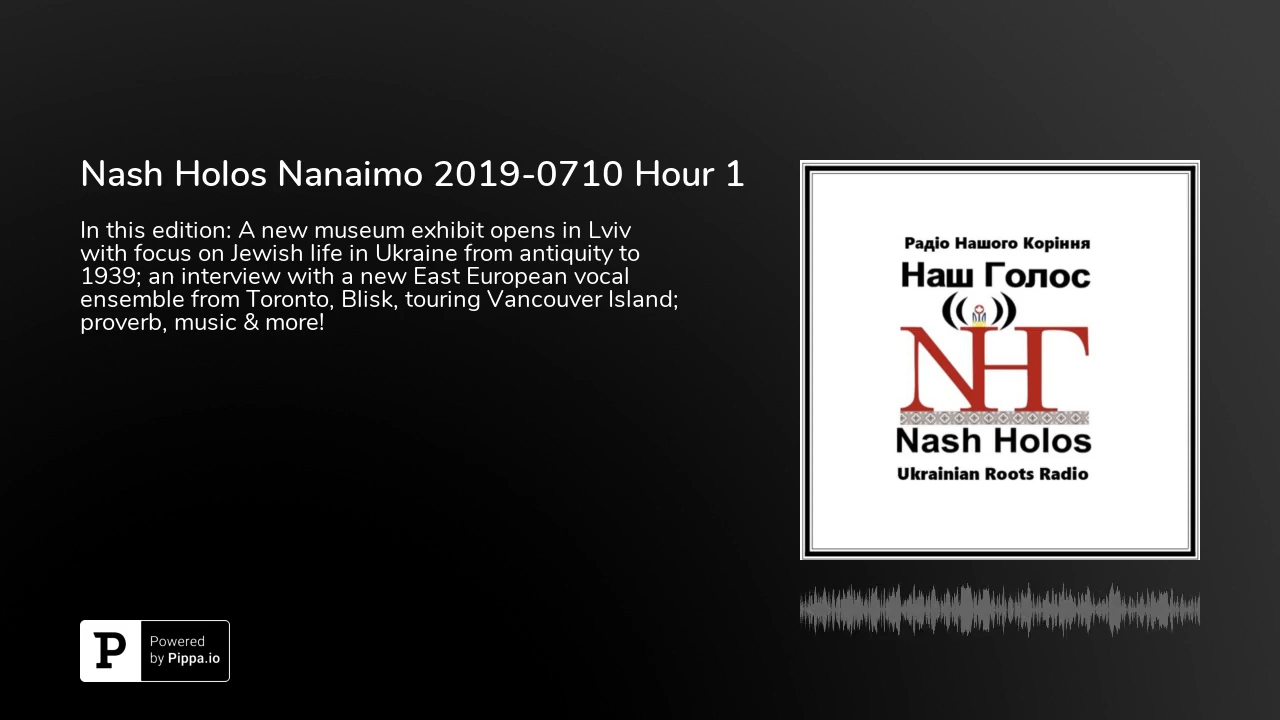 Nash Holos Nanaimo 2019-0710 Hour 1
In this edition: A new museum exhibit opens in Lviv
with focus on Jewish life in Ukraine from antiquity to
1939; an interview with a new East European vocal
ensemble from Toronto, Blisk, touring Vancouver Island;
proverb, music & more!
Радіо Нашого Коріння
Наш Голос
НГ
Nash Holos
Ukrainian Roots Radio
P
Powered
by Pippa.io